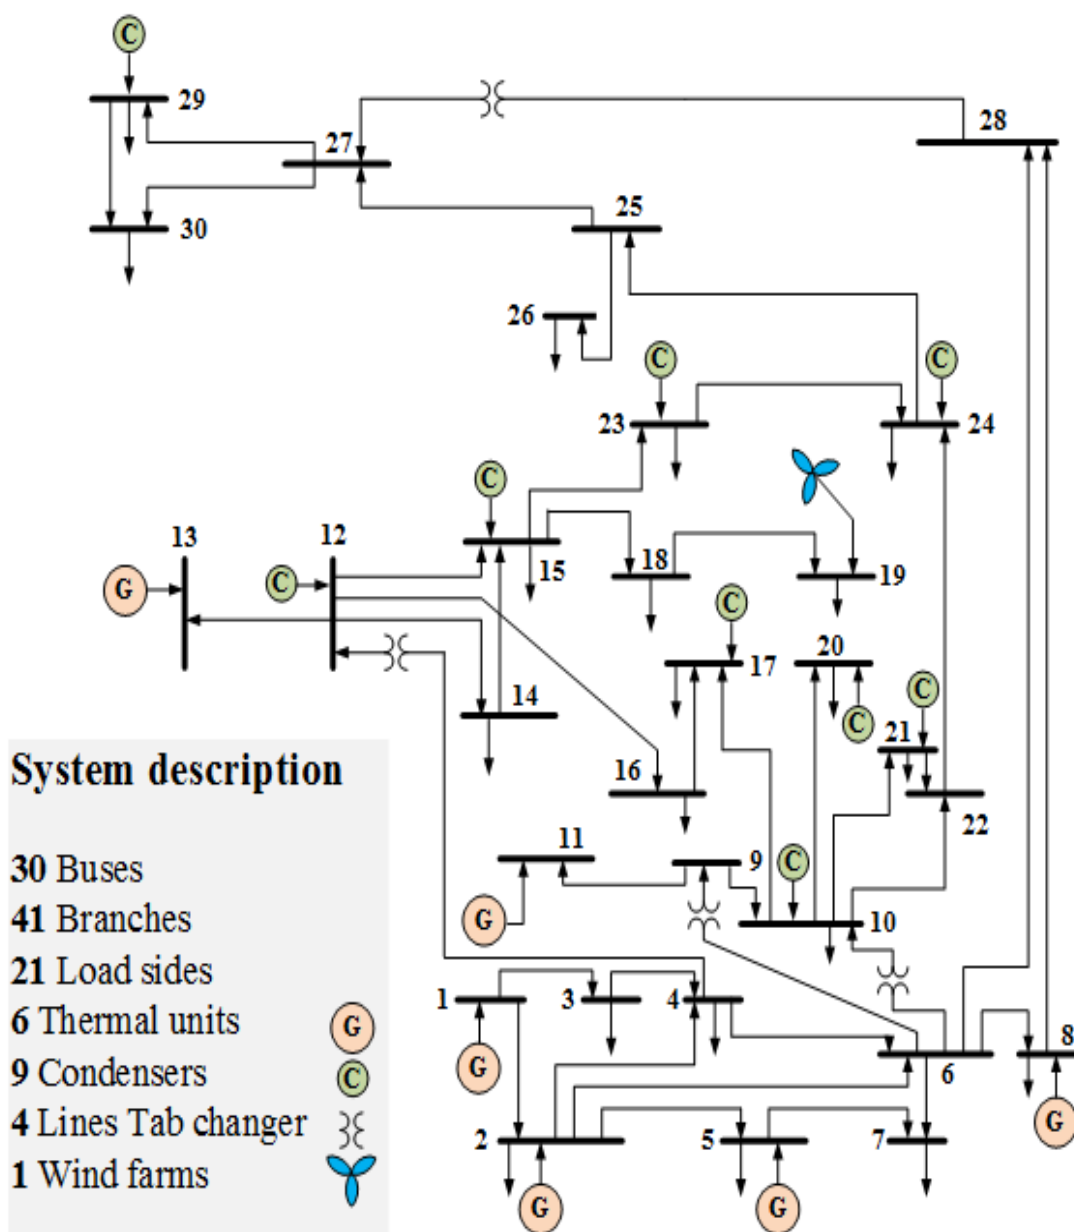 C
29
28
27
30
25
26
C
C
23
24
C
13
12
15
18
19
G
C
C
17
20
C
14
C
21
16
22
System description
11
9
C
30 Buses
G
10
41 Branches
21 Load sides
1
3
4
8
6 Thermal units
G
G
6
9 Condensers
C
G
4 Lines Tab changer
2
5
7
1 Wind farms
G
G